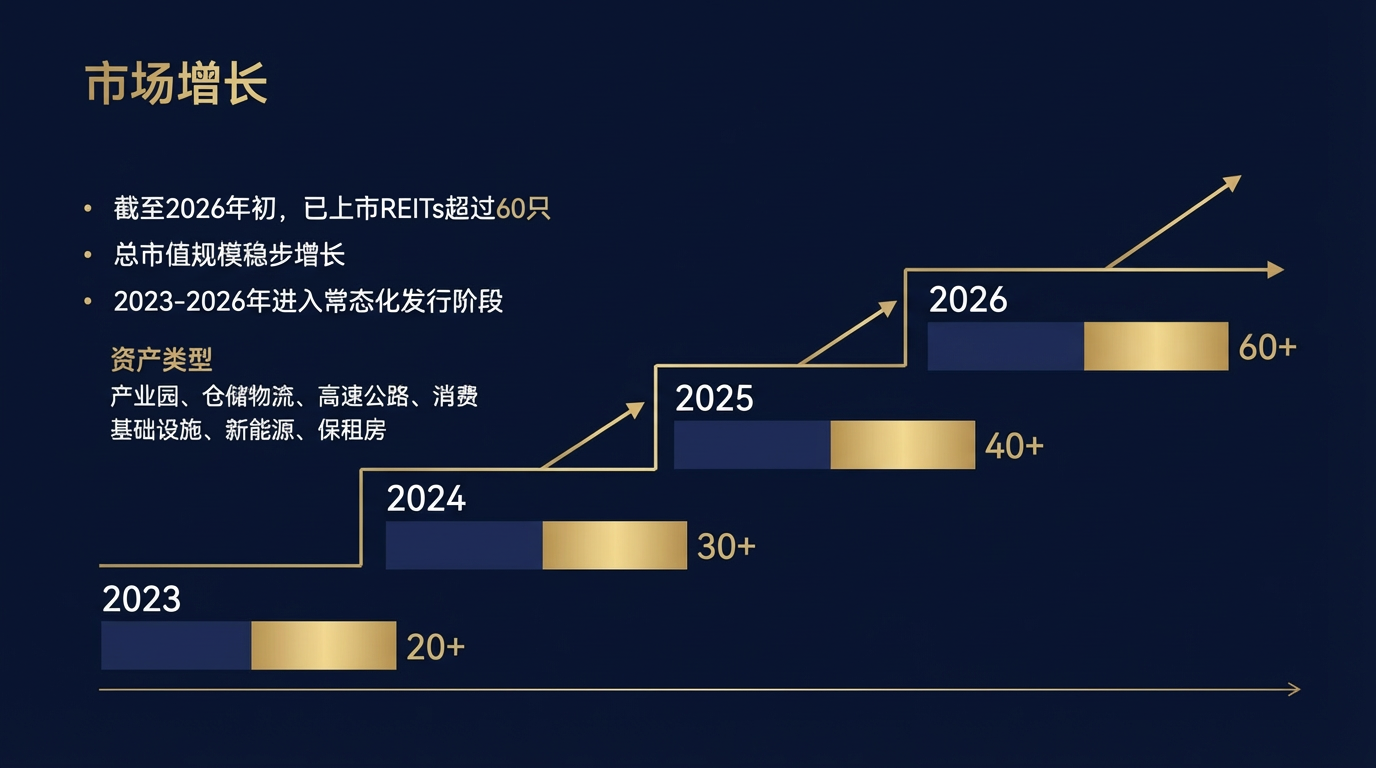 市场增长
• 截至2026年初，已上市REITs超过60只
• 总市值规模稳步增长
• 2023-2026年进入常态化发行阶段
资产类型
产业园、仓储物流、高速公路、消费
基础设施、新能源、保租房
2023
20+
2024
30+
2025
40+
2026
60+